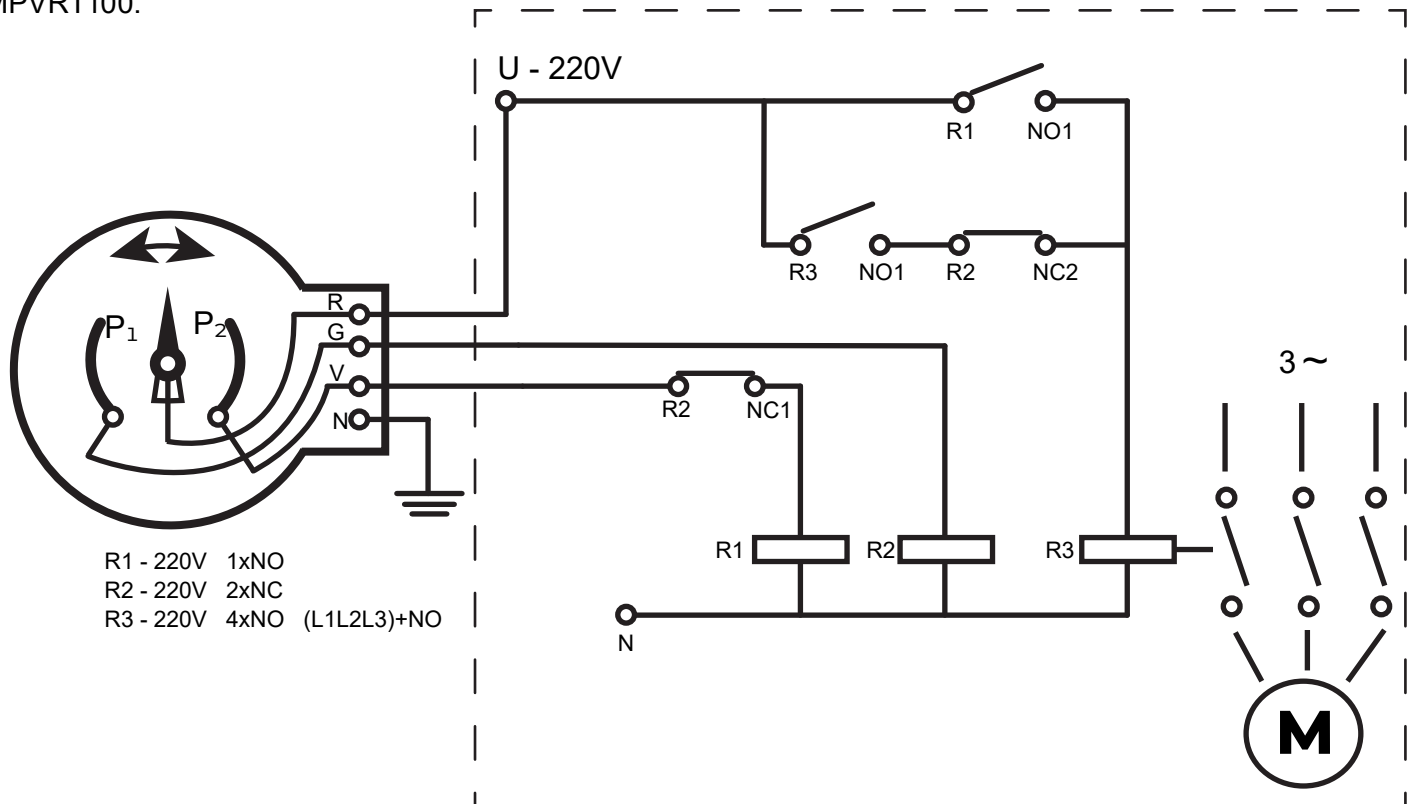 MPVR1100.
U - 220V
R1 NO1
R3 NO1 R2 NC2
P₁ P₂
R
G
V
N
R2 NC1
3~
R1 R2 R3
R1 - 220V 1xNO
R2 - 220V 2xNC
R3 - 220V 4xNO (L1L2L3)+NO
N
M